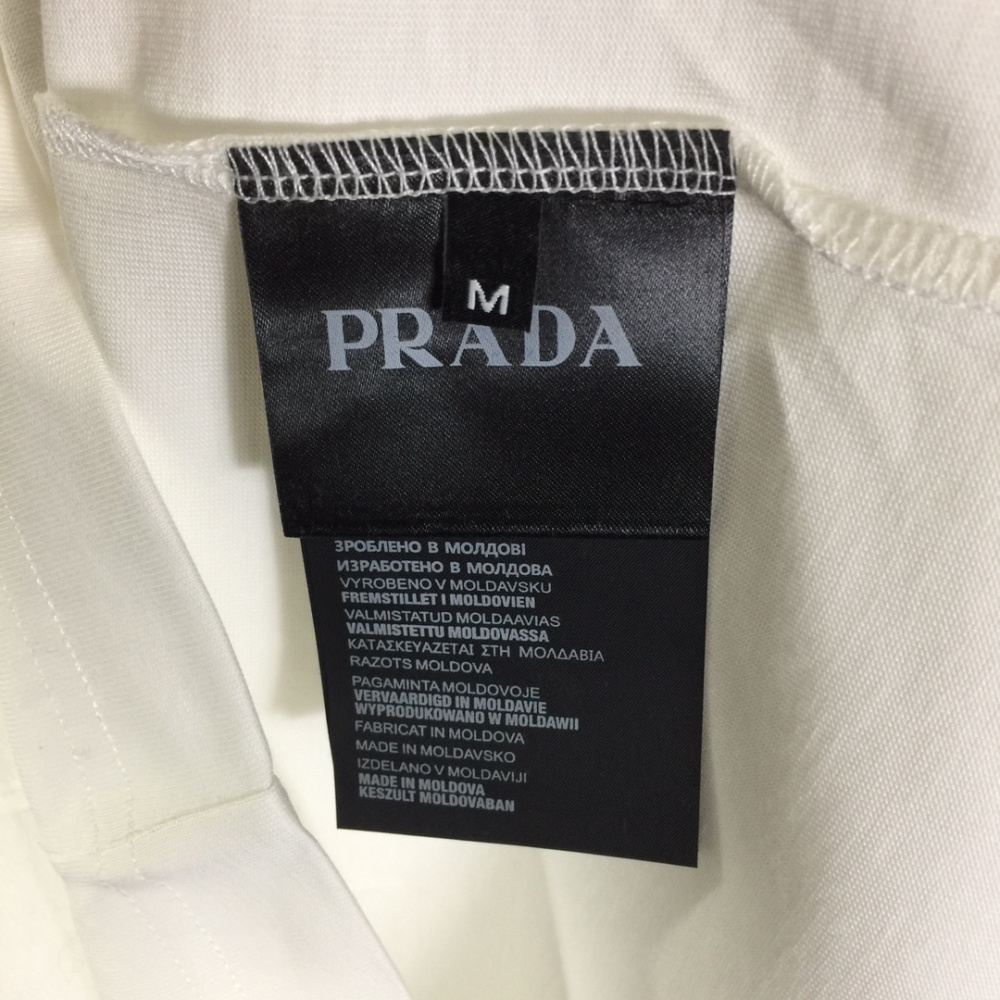 M
PRADA
ЗРОБЛЕНО В МОЛДОВІ
ИЗРАБОТЕНО В МОЛДОВА
VYROBENO V MOLDAVSKU
FREMSTILLET I MOLDOVIEN
VALMISTATUD MOLDAAVIAS
VALMISTETTU MOLDOVASSA
ΚΑΤΑΣΚΕΥΑΖΕΤΑΙ ΣΤΗ ΜΟΛΔΑΒΙΑ
RAZOTS MOLDOVA
PAGAMINTA MOLDOVOJE
VERVAARDIGD IN MOLDAVIE
WYPRODUKOWANO W MOLDAWII
FABRICAT IN MOLDOVA
MADE IN MOLDAVSKO
IZDELANO V MOLDAVIJI
MADE IN MOLDOVA
KESZULT MOLDOVABAN